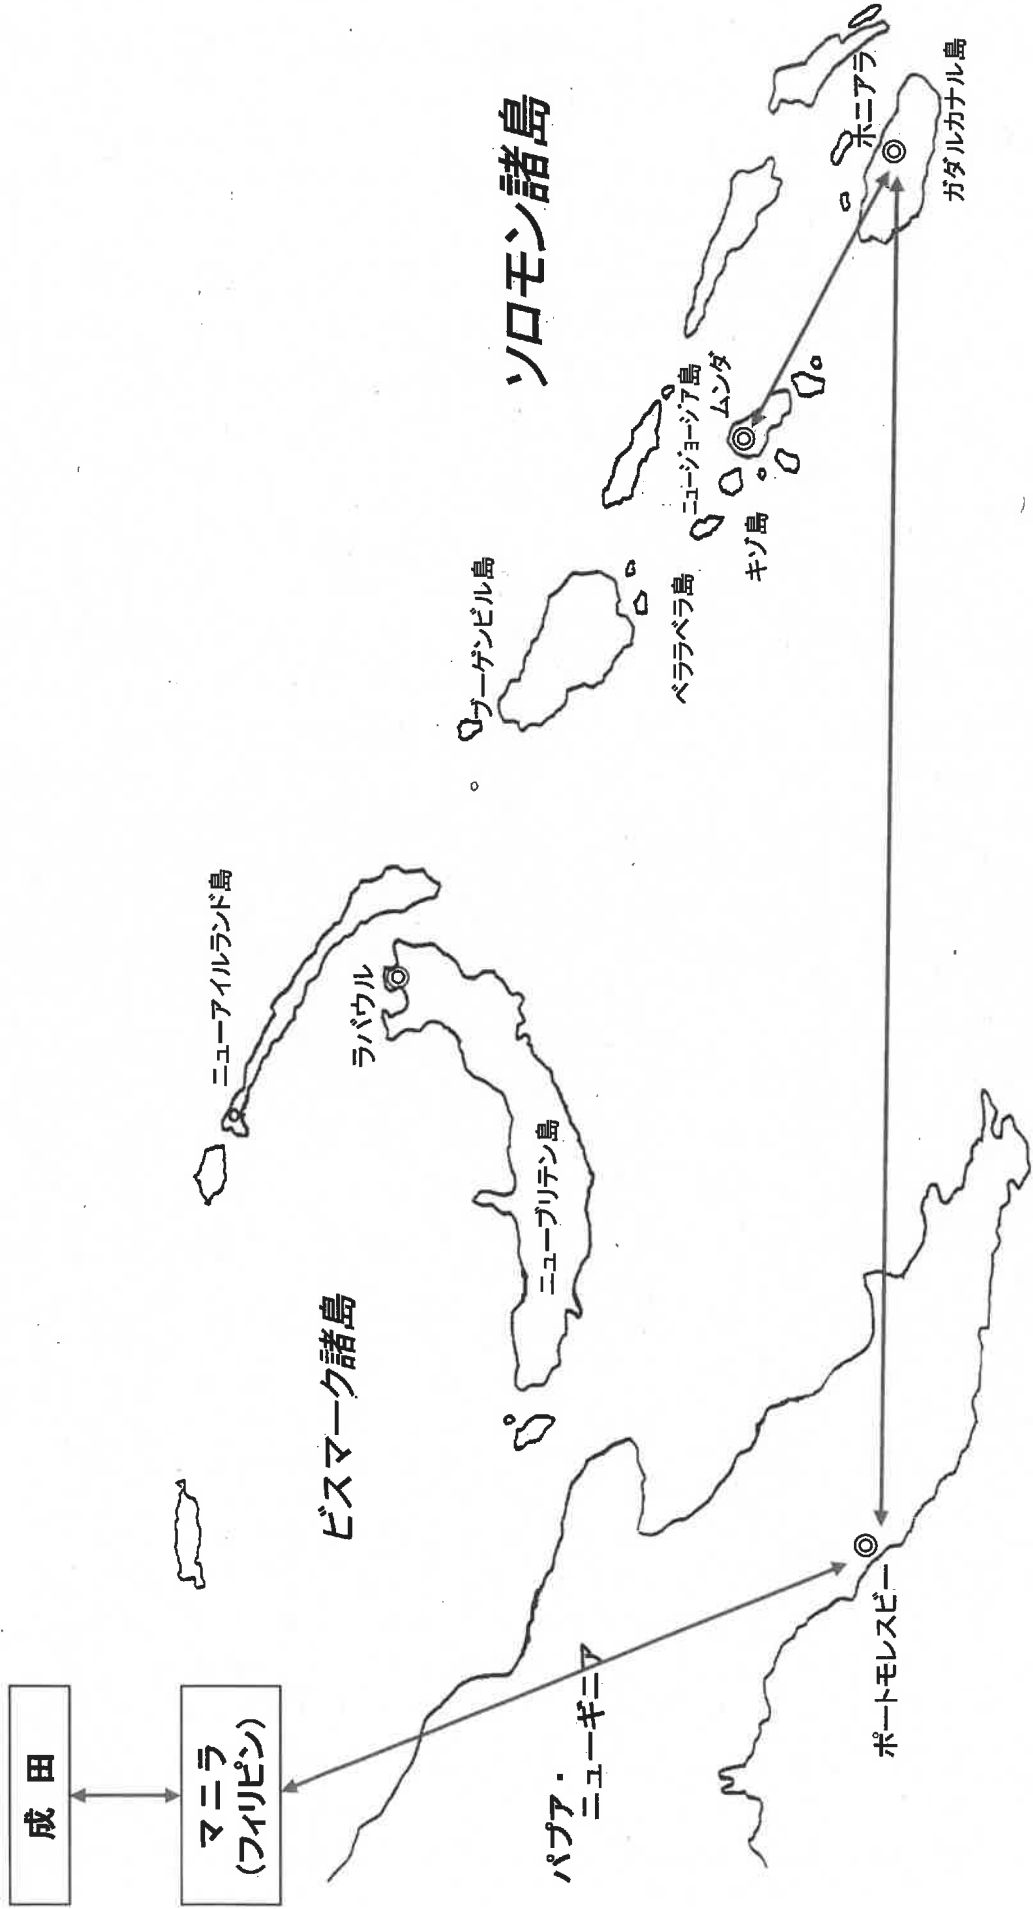 成田
マニラ
(フィリピン)
パプア・
ニューギニア
ポートモレスビー
ビスマーク諸島
ニューブリテン島
ラバウル
ニューアイルランド島
ブーゲンビル島
ベララベラ島
キゾ島
ニュージョージア島
ムンダ
ソロモン諸島
ホニアラ
ガダルカナル島